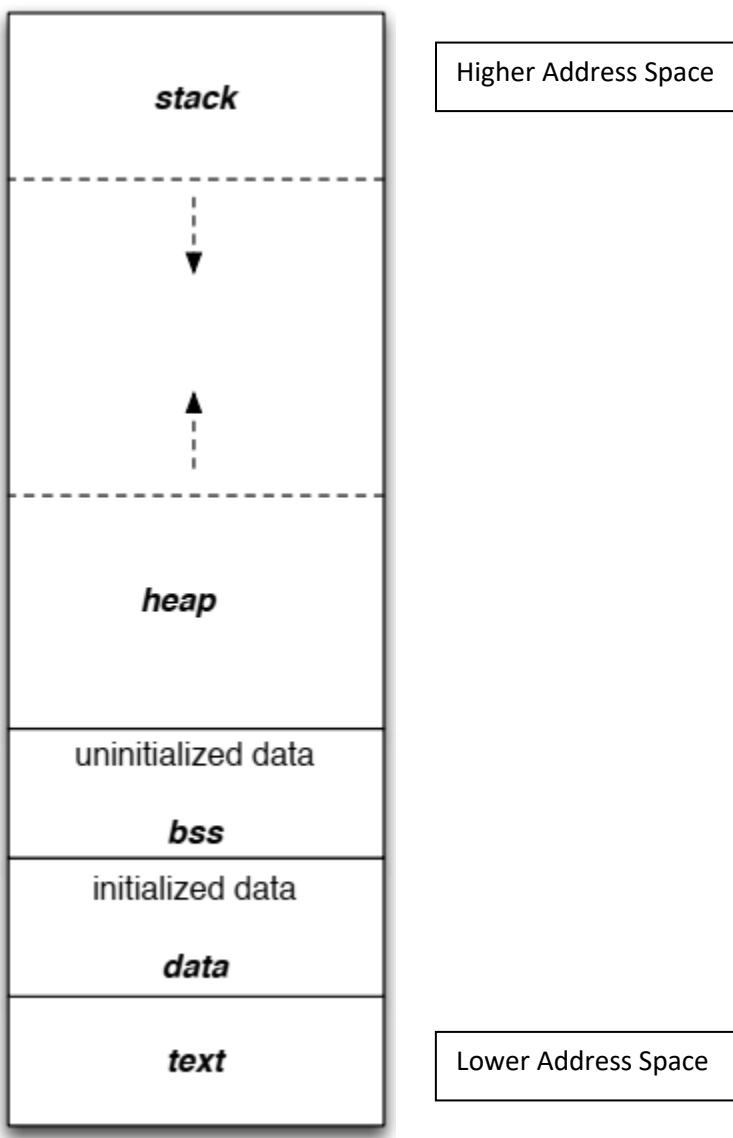 stack
Higher Address Space
heap
uninitialized data
bss
initialized data
data
text
Lower Address Space